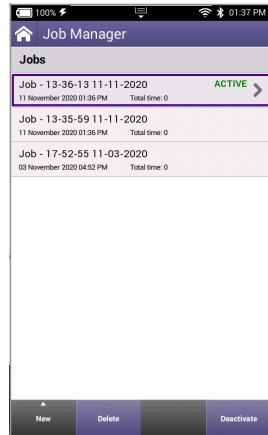 100% 01:37 PM
Job Manager
Jobs
Job - 13-36-13 11-11-2020 ACTIVE
11 November 2020 01:36 PM Total time: 0
Job - 13-35-59 11-11-2020
11 November 2020 01:36 PM Total time: 0
Job - 17-52-55 11-03-2020
03 November 2020 04:52 PM Total time: 0
New Delete Deactivate